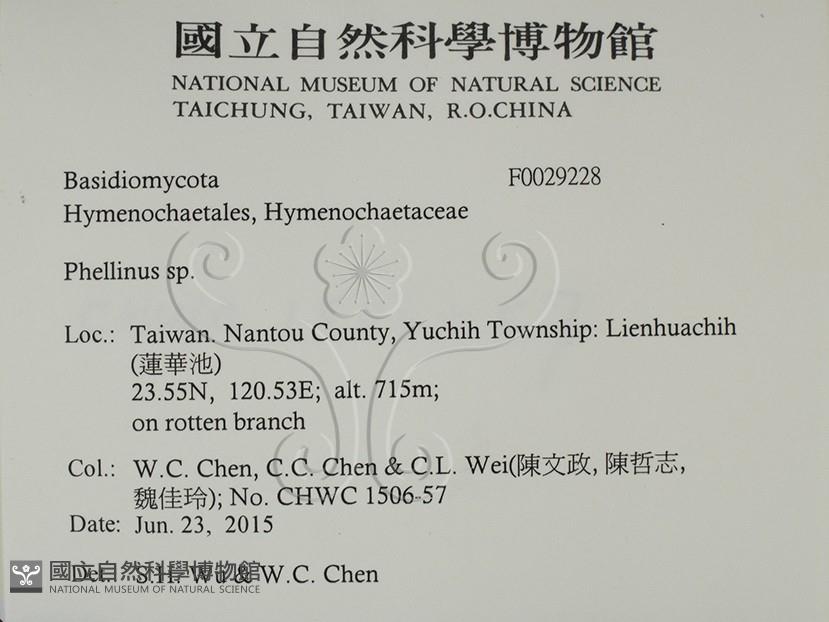 國立自然科學博物館
NATIONAL MUSEUM OF NATURAL SCIENCE
TAICHUNG, TAIWAN, R.O.CHINA
Basidiomycota F0029228
Hymenochaetales, Hymenochaetaceae
Phellinus sp.
Loc.: Taiwan. Nantou County, Yuchih Township: Lienhuachih
(蓮華池)
23.55N, 120.53E; alt. 715m;
on rotten branch
Col.: W.C. Chen, C.C. Chen & C.L. Wei(陳文政, 陳哲志,
魏佳玲); No. CHWC 1506-57
Date: Jun. 23, 2015
Det.: S.H. Wu & W.C. Chen
國立自然科學博物館
NATIONAL MUSEUM OF NATURAL SCIENCE